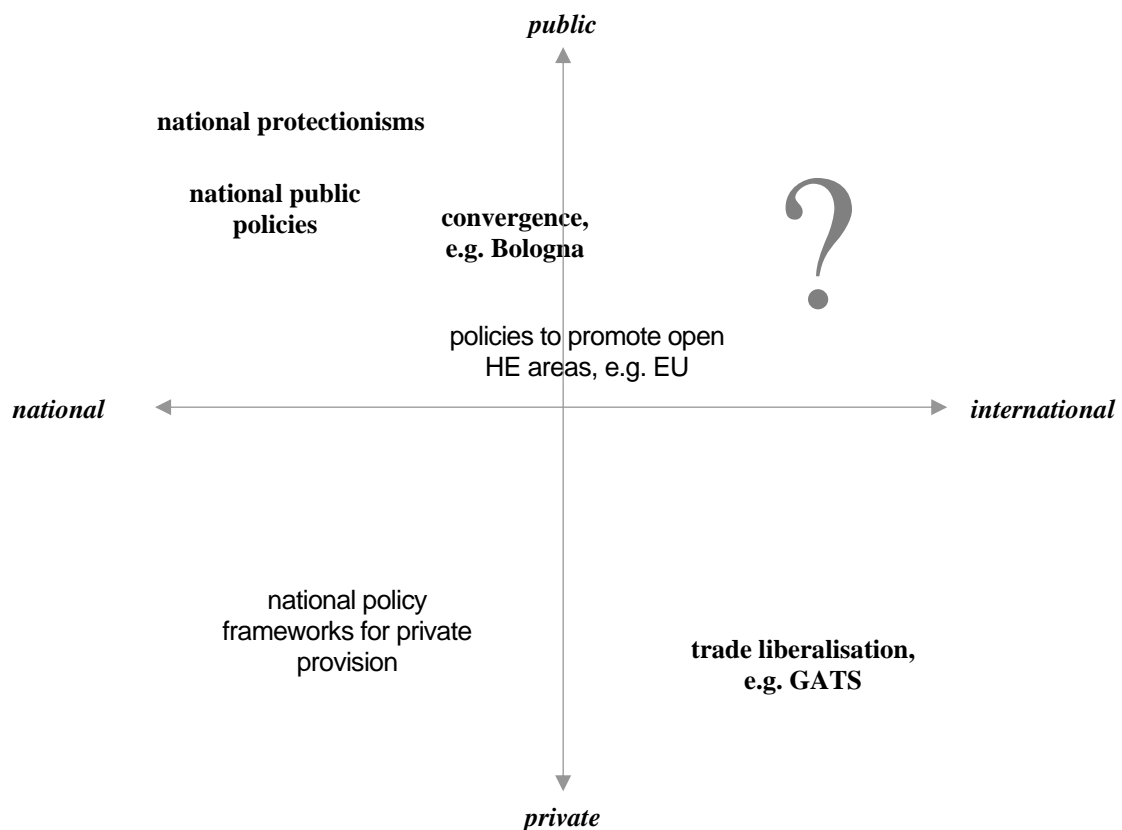 public
national protectionisms
national public
policies
convergence,
e.g. Bologna
?
policies to promote open
HE areas, e.g. EU
national
international
national policy
frameworks for private
provision
trade liberalisation,
e.g. GATS
private